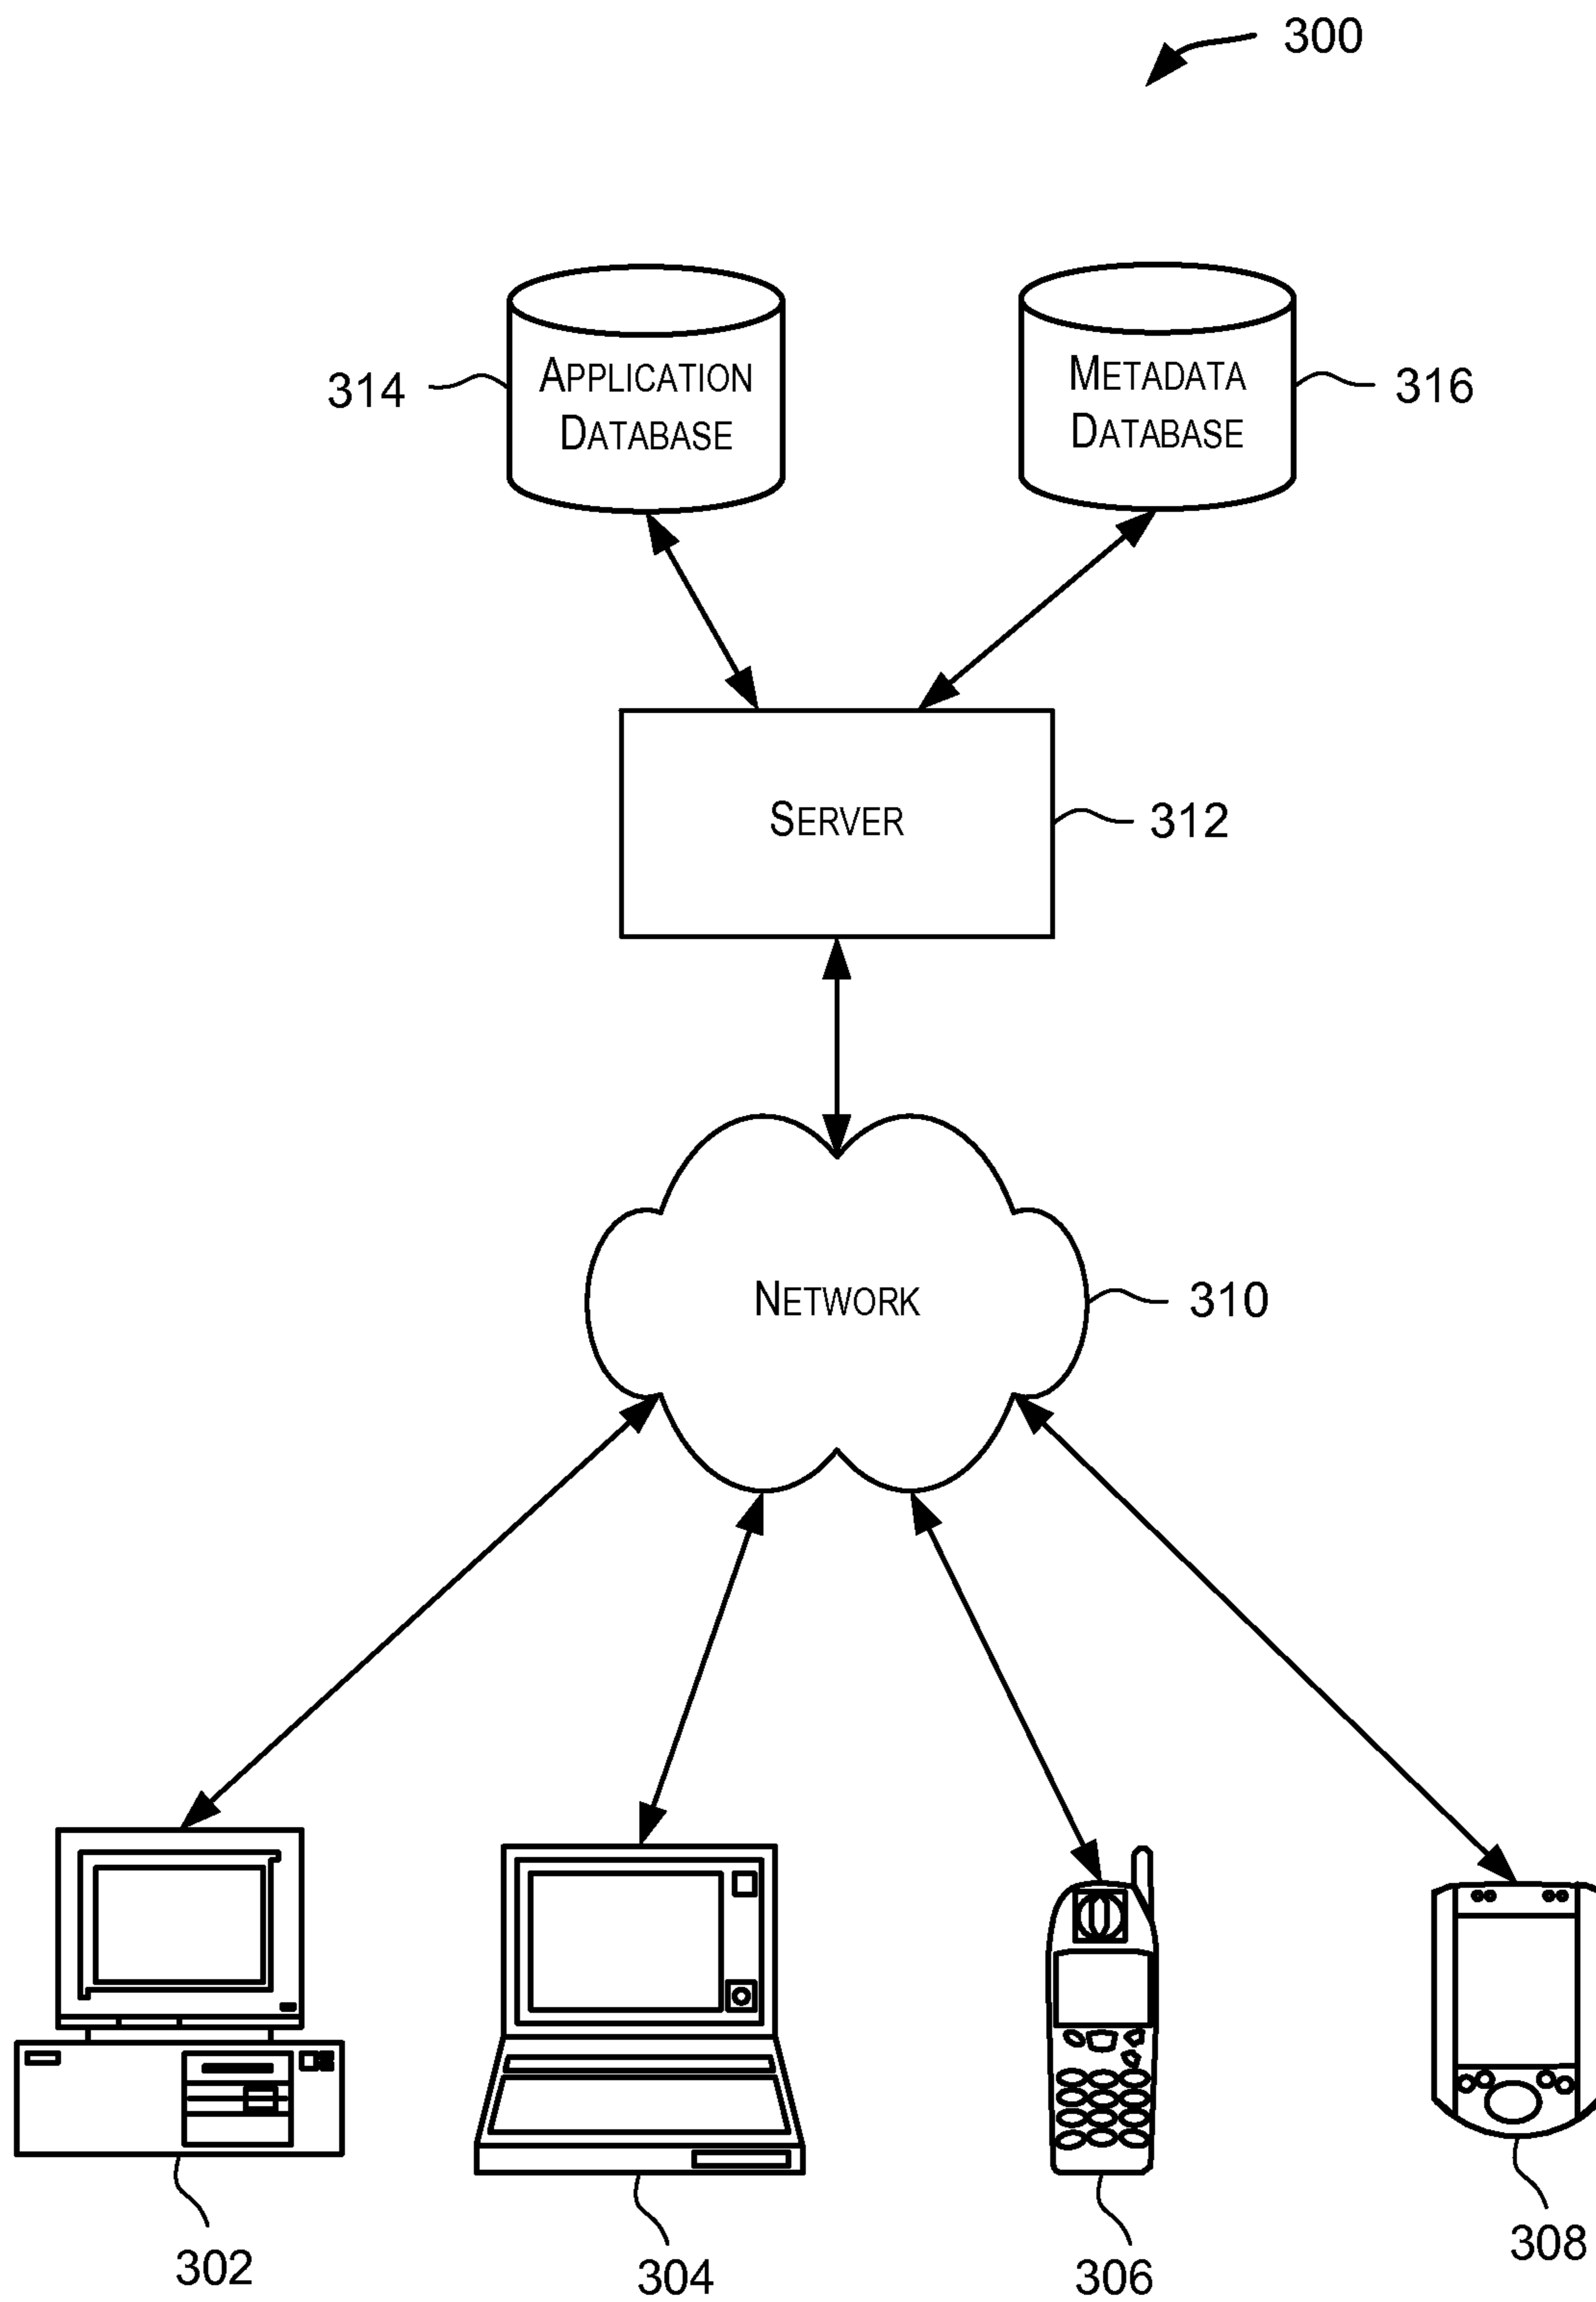 300
APPLICATION
DATABASE
314
METADATA
DATABASE
316
SERVER
312
NETWORK
310
302
304
306
308